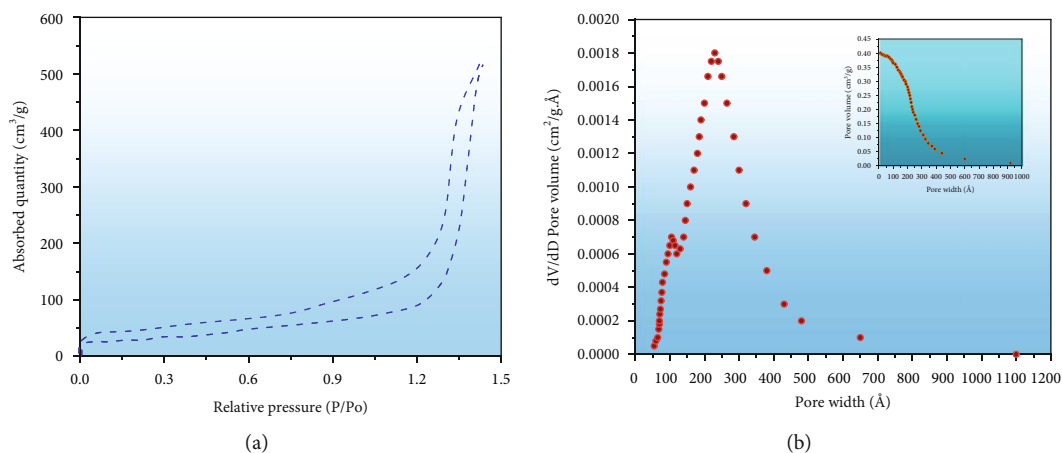 600
500
400
300
200
100
0
Absorbed quantity (cm³/g)
0.0 0.3 0.6 0.9 1.2 1.5
Relative pressure (P/Po)
(a)
0.0020
0.0018
0.0016
0.0014
0.0012
0.0010
0.0008
0.0006
0.0004
0.0002
0.0000
dV/dD Pore volume (cm²/g.Å)
0 100 200 300 400 500 600 700 800 900 1000 1100 1200
Pore width (Å)
0.45
0.40
0.35
0.30
0.25
0.20
0.15
0.10
0.05
0.00
Pore volume (cm³/g)
0 100 200 300 400 500 600 700 800 900 1000
Pore width (Å)
(b)